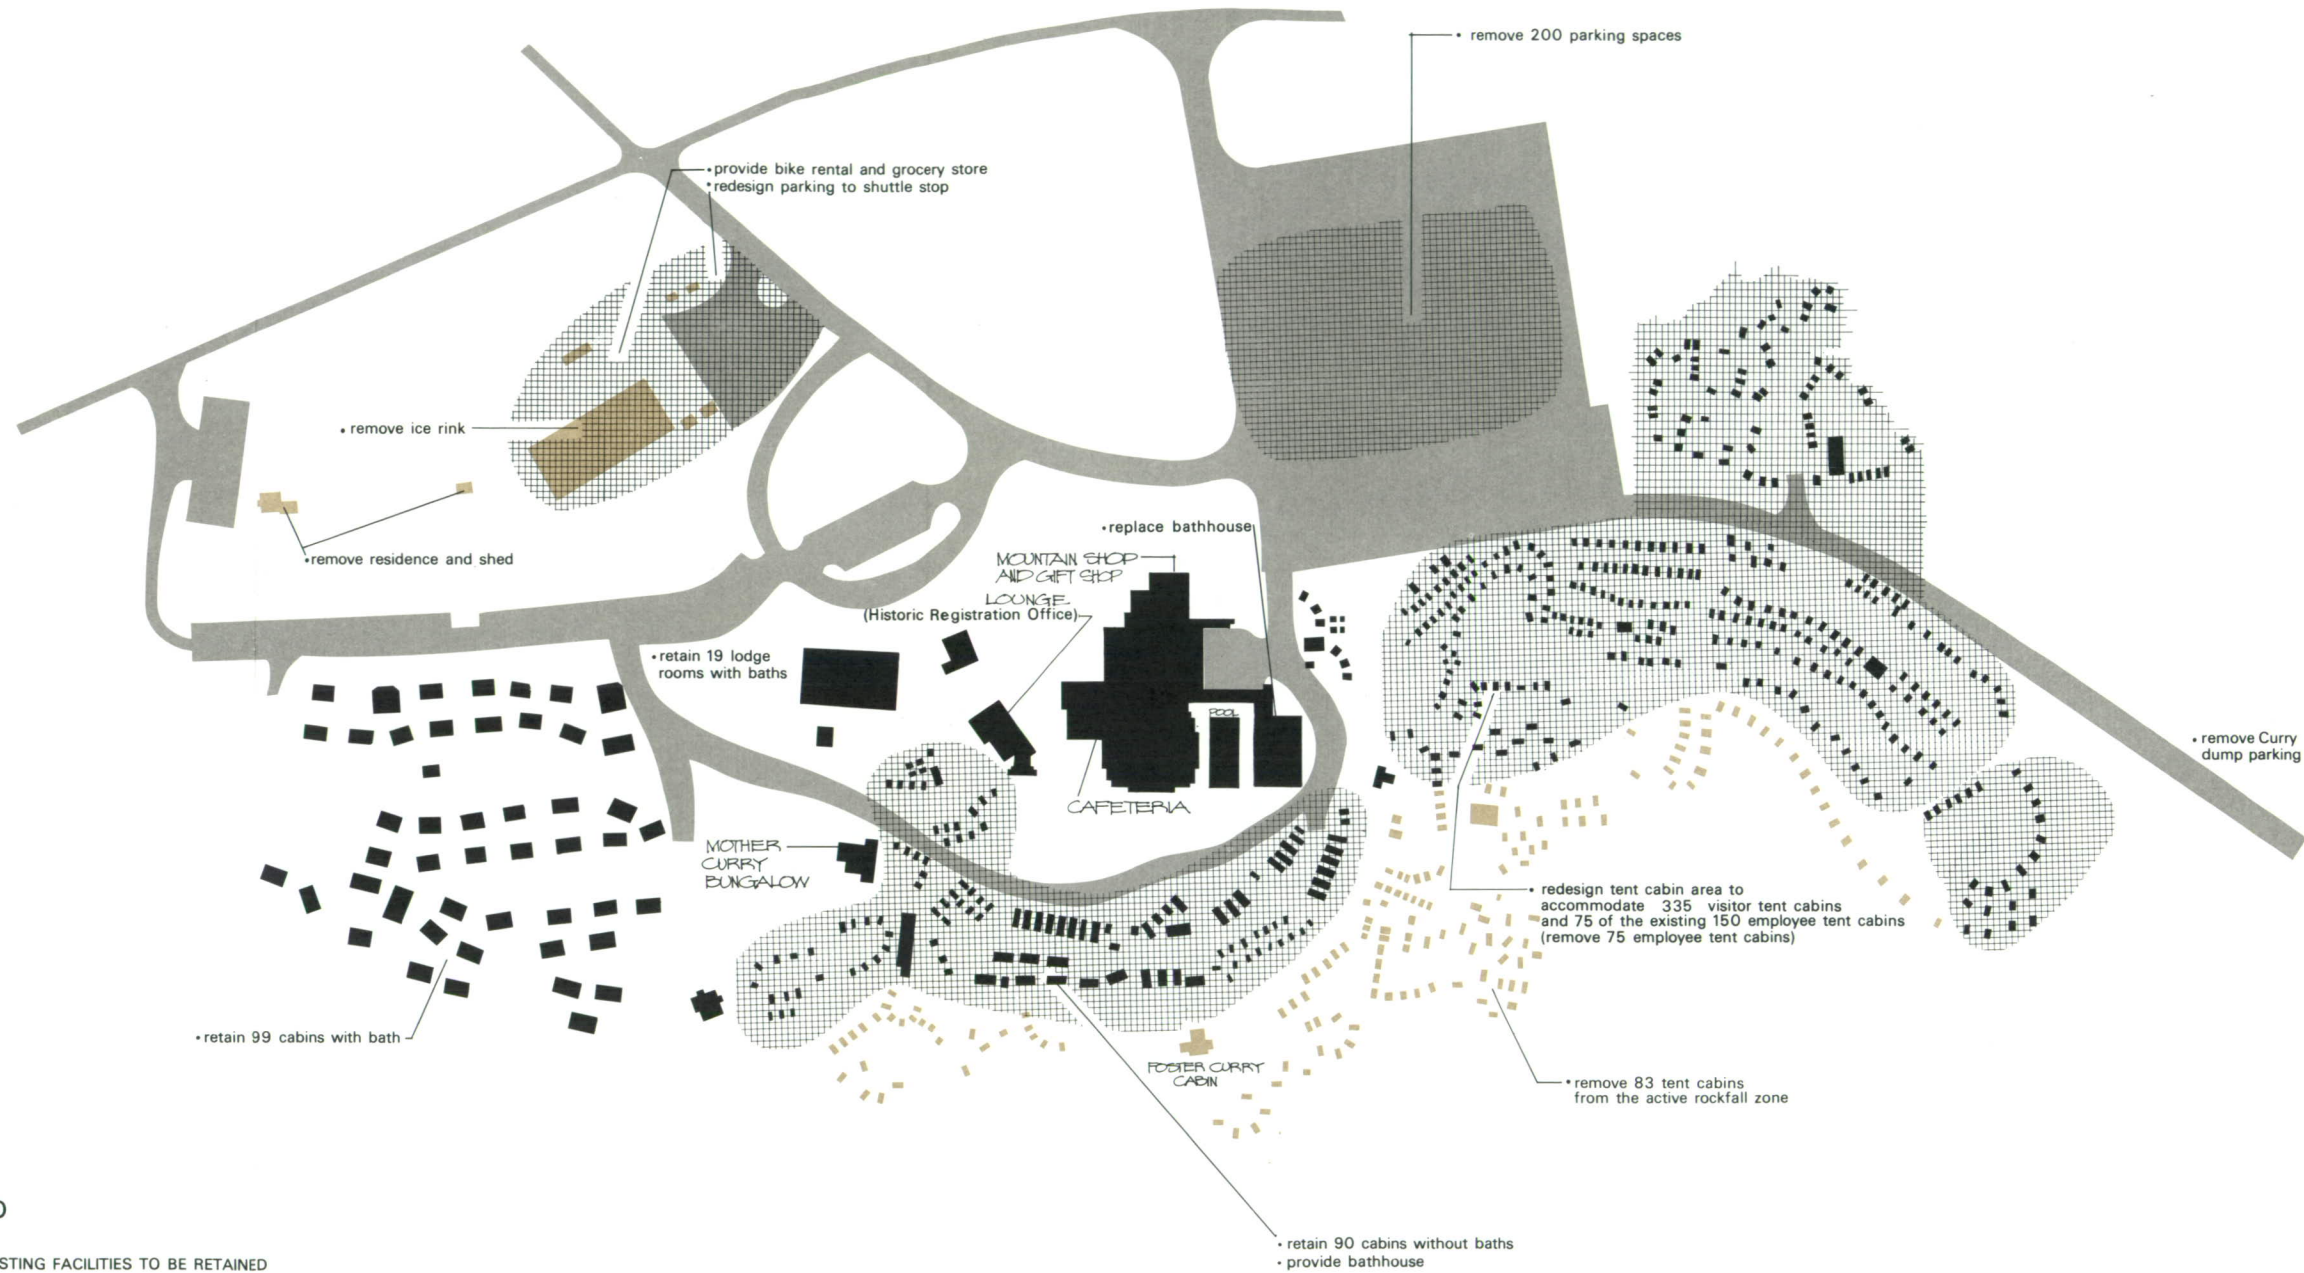 • remove 200 parking spaces
• provide bike rental and grocery store
• redesign parking to shuttle stop
• remove ice rink
• remove residence and shed
• replace bathhouse
MOUNTAIN SHOP
AND GIFT SHOP
LOUNGE
(Historic Registration Office)
• retain 19 lodge
rooms with baths
POOL
CAFETERIA
• remove Curry
dump parking
MOTHER
CURRY
BUNGALOW
• redesign tent cabin area to
accommodate 335 visitor tent cabins
and 75 of the existing 150 employee tent cabins
(remove 75 employee tent cabins)
• retain 99 cabins with bath
FOSTER CURRY
CABIN
• remove 83 tent cabins
from the active rockfall zone
• retain 90 cabins without baths
• provide bathhouse
STING FACILITIES TO BE RETAINED